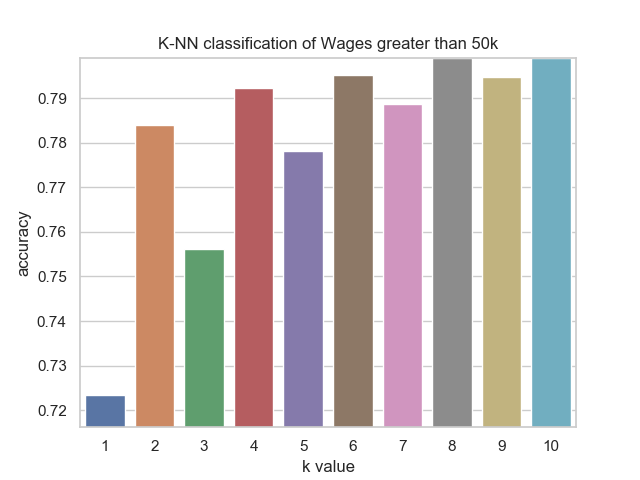 K-NN classification of Wages greater than 50k
0.79
0.78
0.77
0.76
0.75
0.74
0.73
0.72
accuracy
1 2 3 4 5 6 7 8 9 10
k value